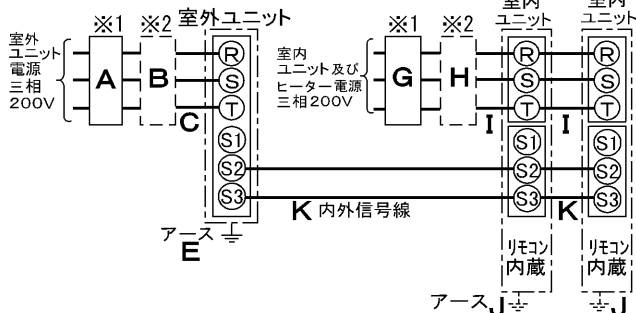 ※1
※2
室外ユニット
室外
ユニット
電源
三相
200V
A
B
C
R
S
T
S1
S2
S3
アース
E
※1
※2
室内
ユニット及び
ヒーター電源
三相200V
G
H
I
I
室内
ユニット
R
S
T
S1
S2
S3
リモコン
内蔵
室内
ユニット
R
S
T
S1
S2
S3
リモコン
内蔵
K 内外信号線
K
アース J
J